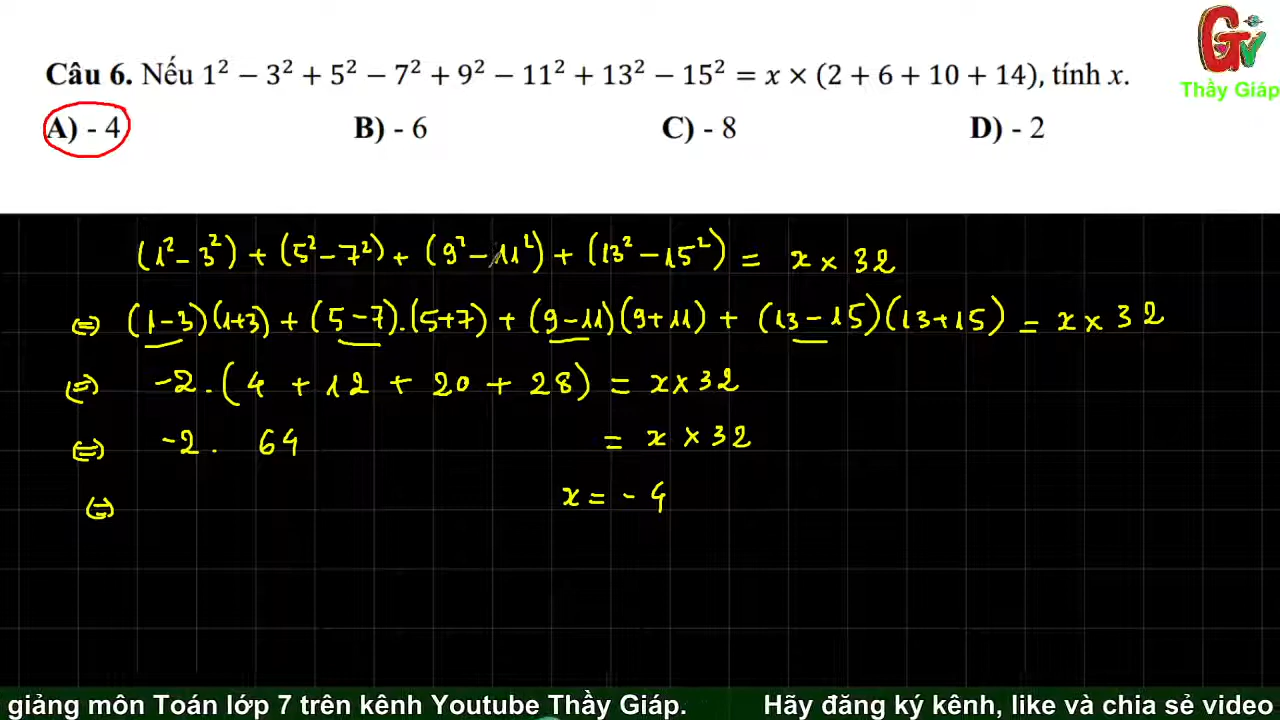 GTV
Thầy Giáp
Câu 6. Nếu 1² − 3² + 5² − 7² + 9² − 11² + 13² − 15² = x × (2 + 6 + 10 + 14), tính x.
A) - 4 B) - 6 C) - 8 D) - 2
(1² − 3²) + (5² − 7²) + (9² − 11²) + (13² − 15²) = x × 32
⇔ (1−3)(1+3) + (5−7).(5+7) + (9−11)(9+11) + (13−15)(13+15) = x × 32
⇔ −2.(4 + 12 + 20 + 28) = x × 32
⇔ −2. 64 = x × 32
⇔ x = − 4
giảng môn Toán lớp 7 trên kênh Youtube Thầy Giáp. Hãy đăng ký kênh, like và chia sẻ video